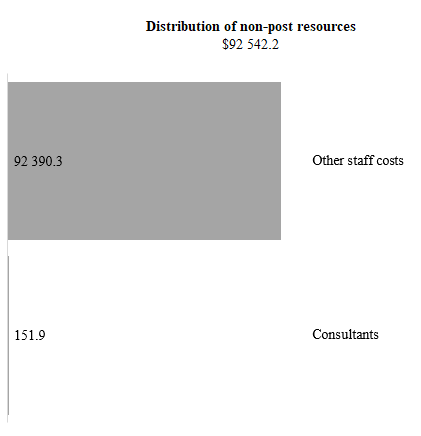 Distribution of non-post resources
$92 542.2
92 390.3
Other staff costs
151.9
Consultants